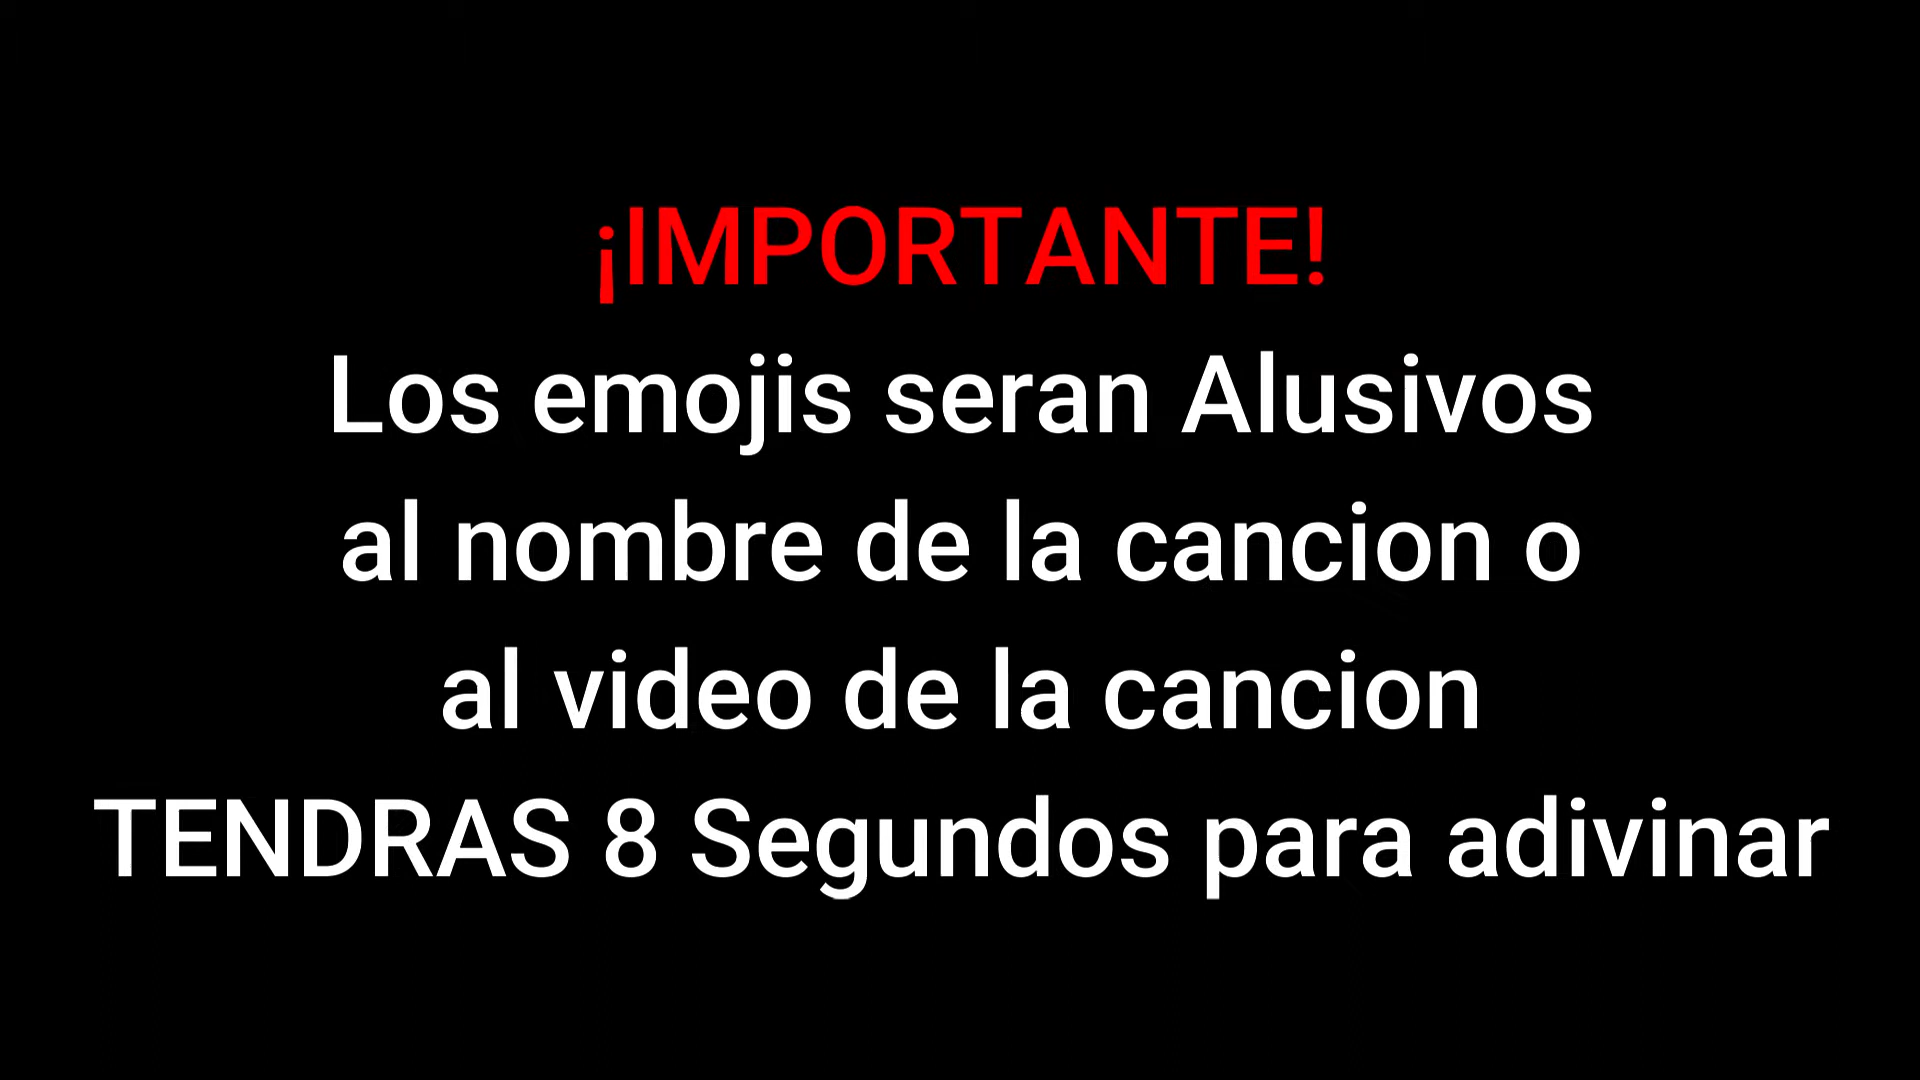 ¡IMPORTANTE!
Los emojis seran Alusivos
al nombre de la cancion o
al video de la cancion
TENDRAS 8 Segundos para adivinar